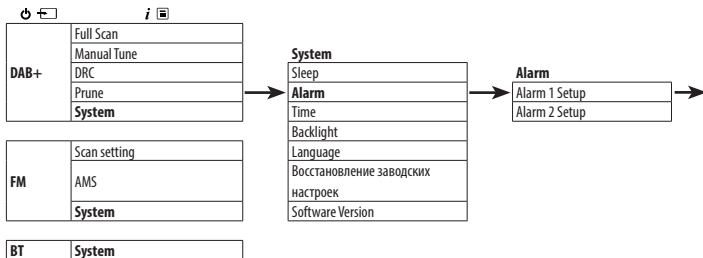 i
DAB+
Full Scan
Manual Tune
DRC
Prune
System
FM
Scan setting
AMS
System
BT
System
System
Sleep
Alarm
Time
Backlight
Language
Восстановление заводских
настроек
Software Version
Alarm
Alarm 1 Setup
Alarm 2 Setup